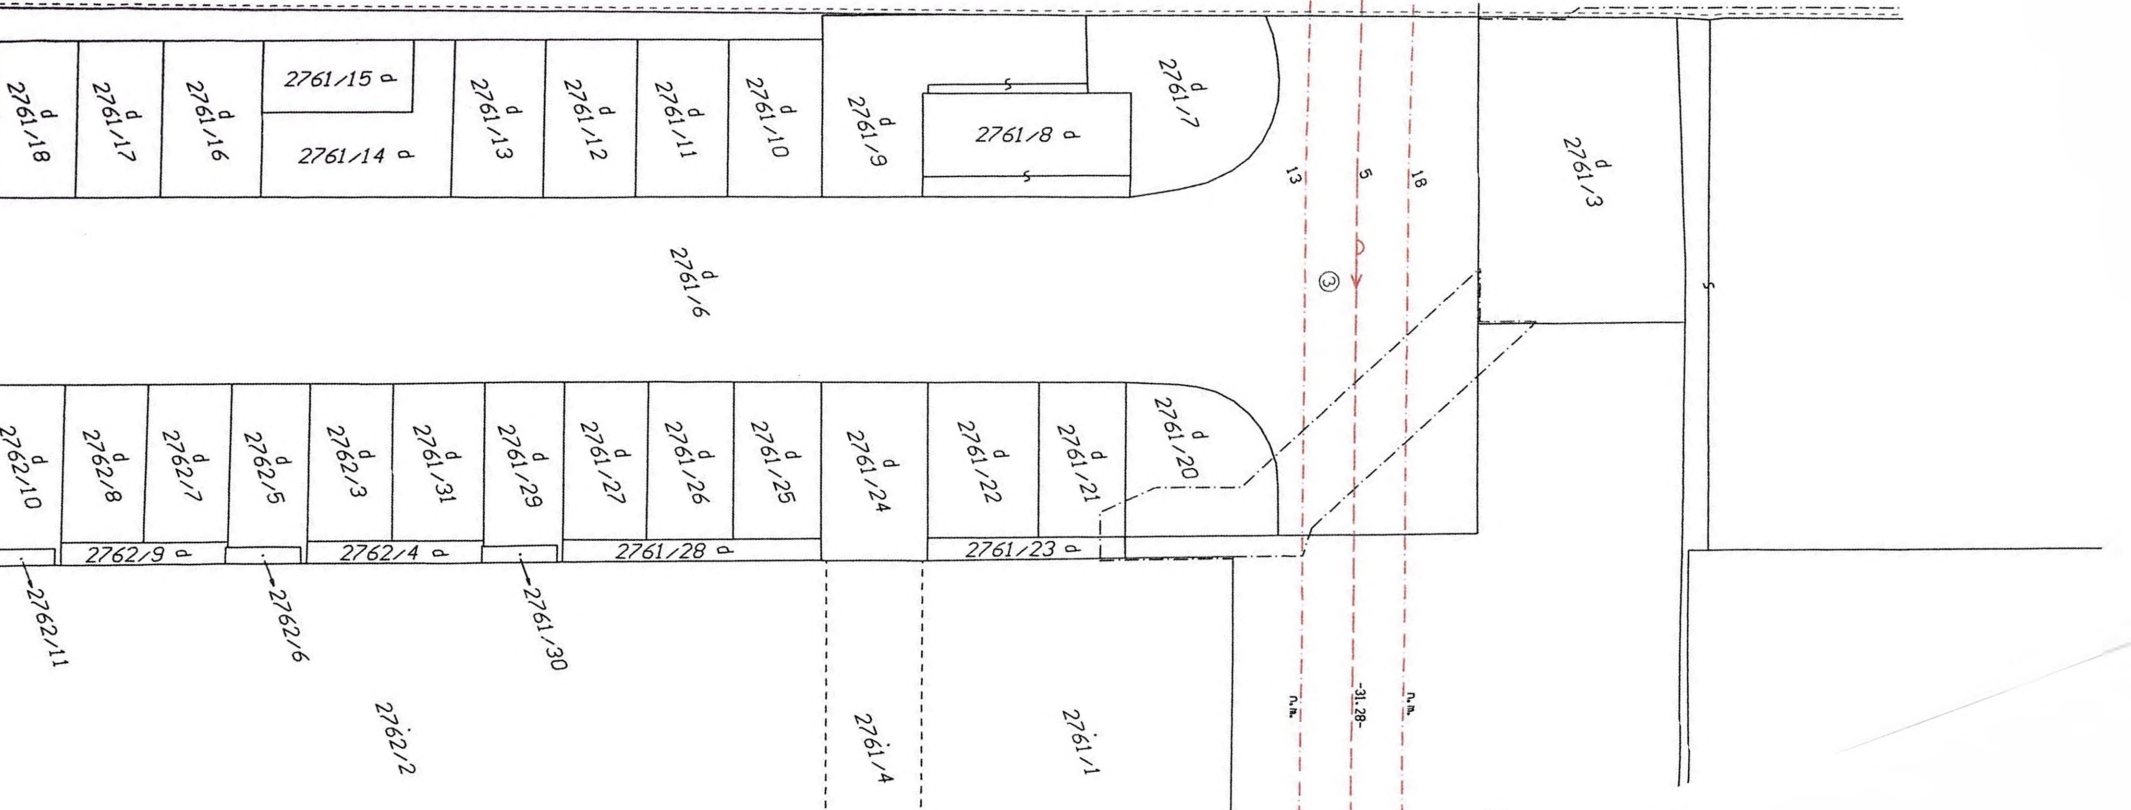 d
2761/18
d
2761/17
d
2761/16
2761/15 d
2761/14 d
d
2761/13
d
2761/12
d
2761/11
d
2761/10
d
2761/9
2761/8 d
d
2761/7
13
5
18
d
2761/3
d
2761/6
3
d
2762/10
d
2762/8
d
2762/7
d
2762/5
d
2762/3
d
2761/31
d
2761/29
d
2761/27
d
2761/26
d
2761/25
d
2761/24
d
2761/22
d
2761/21
d
2761/20
2762/9 d
2762/4 d
2761/28 d
2761/23 d
2762/11
2762/6
2761/30
2762/2
2761/4
2761/1
n.m.
-31.28-
n.m.